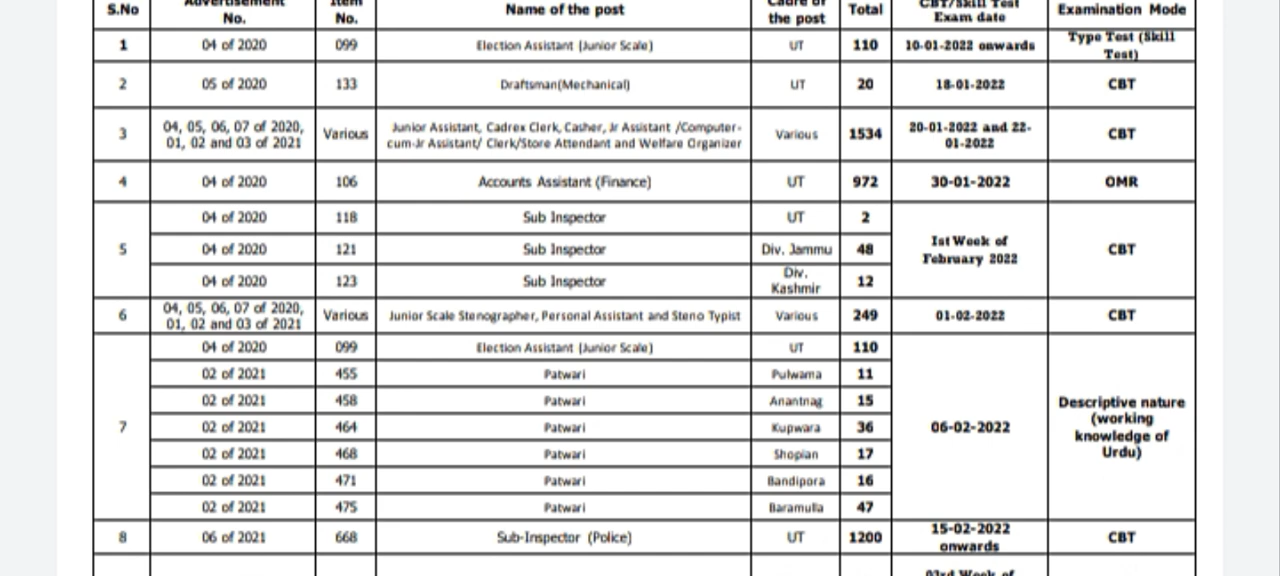 S.No Advertisement No. Item No. Name of the post Cadre of the post Total CBT/Skill Test Exam date Examination Mode
1 04 of 2020 099 Election Assistant (Junior Scale) UT 110 10-01-2022 onwards Type Test (Skill Test)
2 05 of 2020 133 Draftsman(Mechanical) UT 20 18-01-2022 CBT
3 04, 05, 06, 07 of 2020, 01, 02 and 03 of 2021 Various Junior Assistant, Cadrex Clerk, Casher, Jr Assistant /Computer-cum-Jr Assistant/ Clerk/Store Attendant and Welfare Organizer Various 1534 20-01-2022 and 22-01-2022 CBT
4 04 of 2020 106 Accounts Assistant (Finance) UT 972 30-01-2022 OMR
5 04 of 2020 118 Sub Inspector UT 2 Ist Week of February 2022 CBT
04 of 2020 121 Sub Inspector Div. Jammu 48
04 of 2020 123 Sub Inspector Div. Kashmir 12
6 04, 05, 06, 07 of 2020, 01, 02 and 03 of 2021 Various Junior Scale Stenographer, Personal Assistant and Steno Typist Various 249 01-02-2022 CBT
7 04 of 2020 099 Election Assistant (Junior Scale) UT 110 06-02-2022 Descriptive nature (working knowledge of Urdu)
02 of 2021 455 Patwari Pulwama 11
02 of 2021 458 Patwari Anantnag 15
02 of 2021 464 Patwari Kupwara 36
02 of 2021 468 Patwari Shopian 17
02 of 2021 471 Patwari Bandipora 16
02 of 2021 475 Patwari Baramulla 47
8 06 of 2021 668 Sub-Inspector (Police) UT 1200 15-02-2022 onwards CBT
03rd Week of